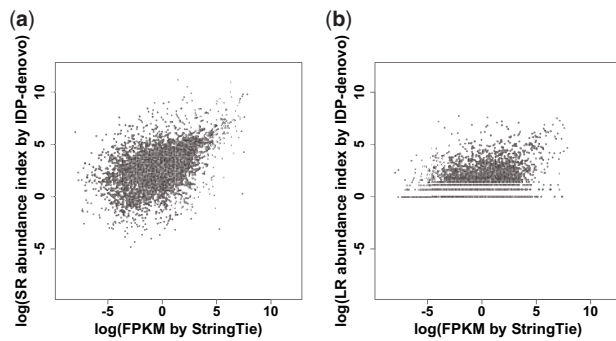 (a)
log(SR abundance index by IDP-denovo)
10
5
0
-5
-5 0 5 10
log(FPKM by StringTie)
(b)
log(LR abundance index by IDP-denovo)
10
5
0
-5
-5 0 5 10
log(FPKM by StringTie)